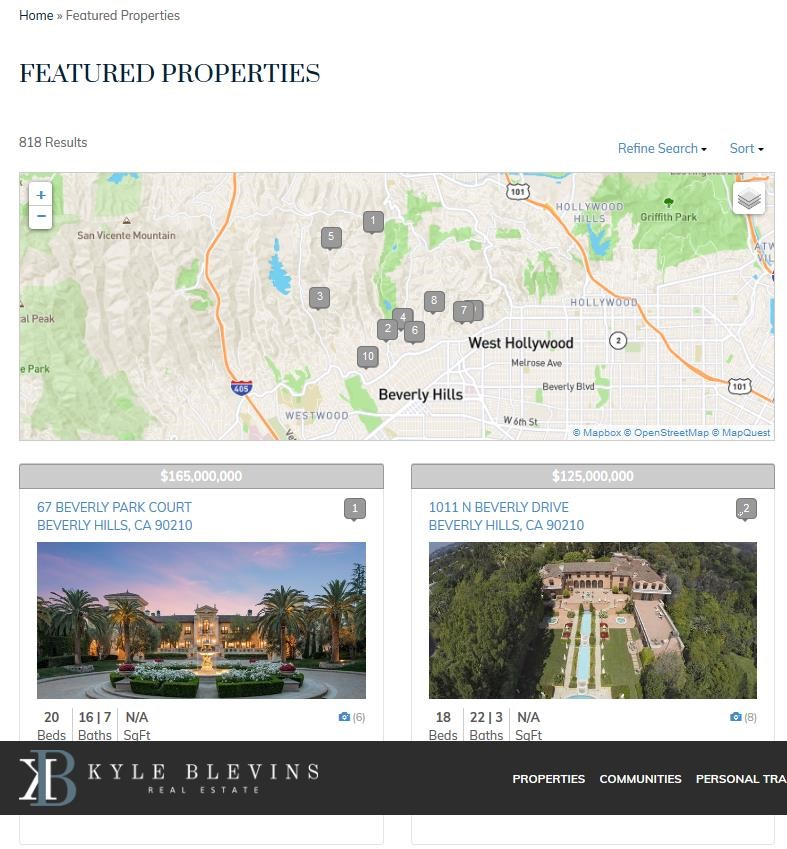 Home » Featured Properties
FEATURED PROPERTIES
818 Results
Refine Search
Sort
+
−
101
HOLLYWOOD
HILLS
Griffith Park
San Vicente Mountain
1
5
3
8
7
4
2
6
10
al Peak
e Park
HOLLYWOOD
West Hollywood
2
Melrose Ave
Beverly Blvd
Beverly Hills
405
101
WESTWOOD
W 6th St
© Mapbox © OpenStreetMap © MapQuest
$165,000,000
67 BEVERLY PARK COURT
BEVERLY HILLS, CA 90210
1
20
16 | 7
N/A
(6)
Beds
Baths
SqFt
$125,000,000
1011 N BEVERLY DRIVE
BEVERLY HILLS, CA 90210
2
18
22 | 3
N/A
(8)
Beds
Baths
SqFt
KB
KYLE BLEVINS
REAL ESTATE
PROPERTIES
COMMUNITIES
PERSONAL TRA